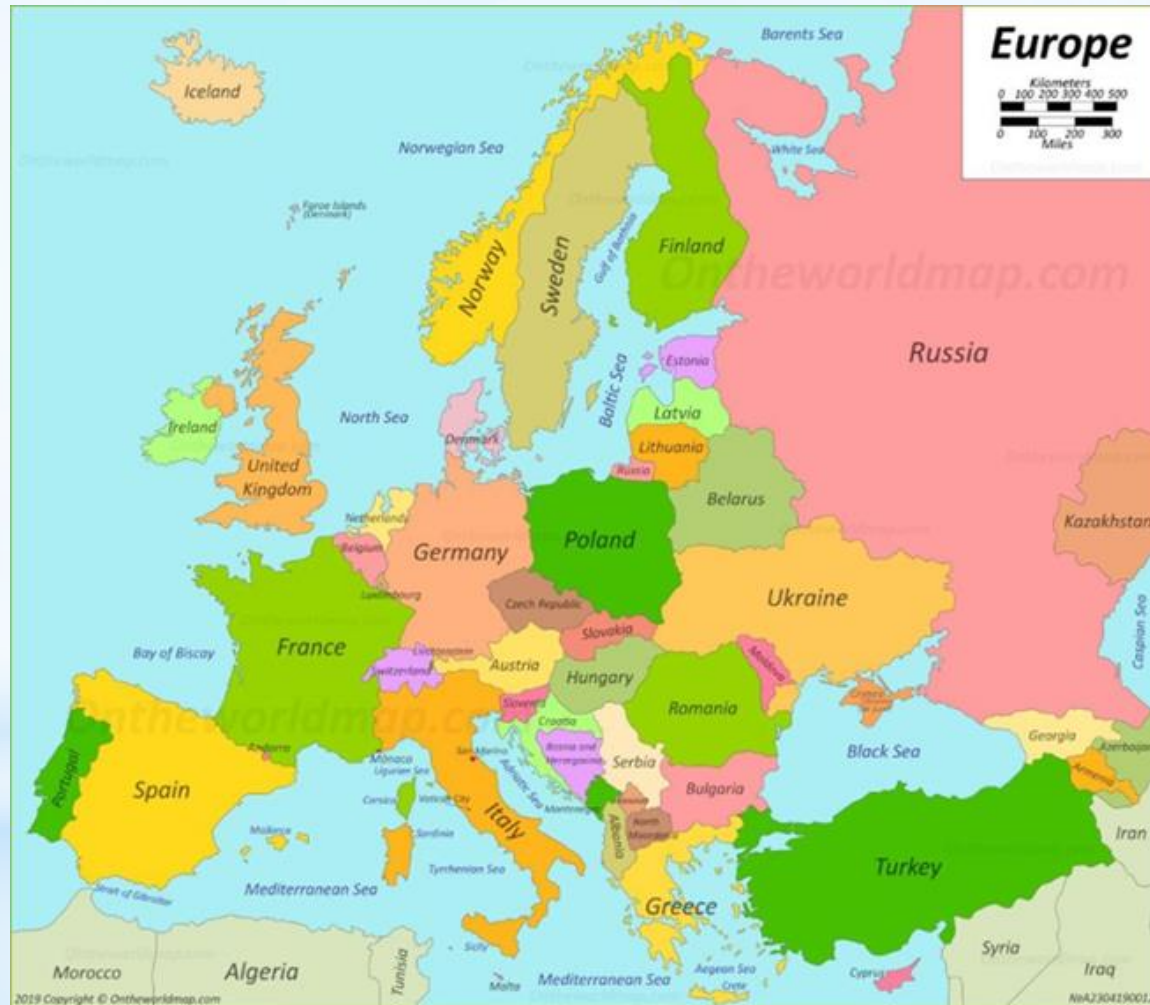 Barents Sea
Europe
Kilometers
0 100 200 300 400 500
0 100 200 300
Miles
Iceland
Norwegian Sea
White Sea
Faroe Islands
(Denmark)
Norway
Sweden
Gulf of Bothnia
Finland
Ontheworldmap.com
Russia
Estonia
Baltic Sea
North Sea
Latvia
Ireland
Denmark
Lithuania
Russia
United
Kingdom
Belarus
Netherlands
Kazakhstan
Belgium
Germany
Poland
Luxembourg
Czech Republic
Ukraine
Slovakia
Caspian Sea
France
Bay of Biscay
Liechtenstein
Switzerland
Austria
Hungary
Moldova
Slovenia
Croatia
Romania
Crimea
Ontheworldmap.c
Andorra
Monaco
San Marino
Bosnia and
Herzegovina
Serbia
Black Sea
Georgia
Azerbaijan
Armenia
Portugal
Spain
Ligurian Sea
Corsica
Vatican City
Italy
Adriatic Sea
Montenegro
Bulgaria
North
Macedonia
Albania
Mallorca
Sardinia
Turkey
Iran
Strait of Gibraltar
Mediterranean Sea
Tyrrhenian Sea
Greece
Sicily
Syria
Morocco
Algeria
Tunisia
Malta
Mediterranean Sea
Aegean Sea
Crete
Cyprus
Iraq
2019 Copyright © Ontheworldmap.com